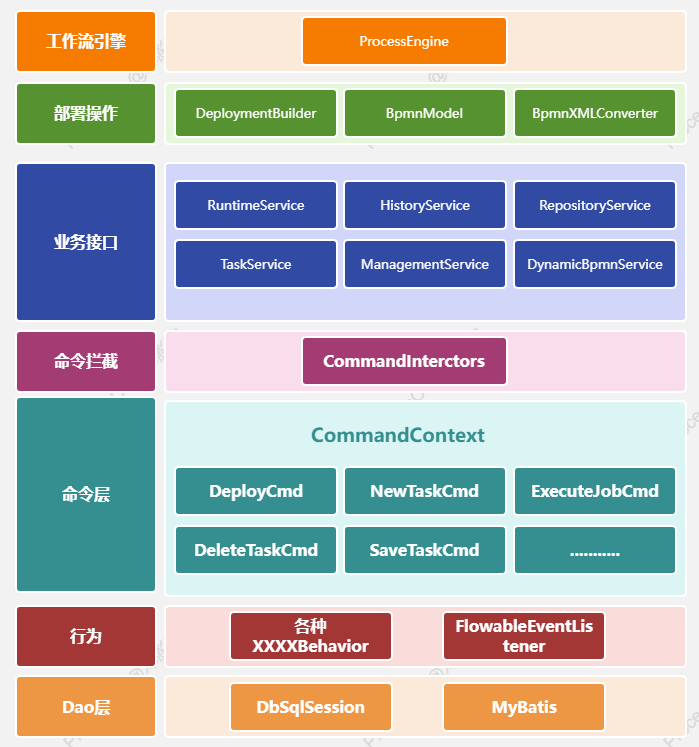 工作流引擎
ProcessEngine
部署操作
DeploymentBuilder
BpmnModel
BpmnXMLConverter
业务接口
RuntimeService
HistoryService
RepositoryService
TaskService
ManagementService
DynamicBpmnService
命令拦截
CommandInterctors
命令层
CommandContext
DeployCmd
NewTaskCmd
ExecuteJobCmd
DeleteTaskCmd
SaveTaskCmd
...........
行为
各种
XXXXBehavior
FlowableEventLis
tener
Dao层
DbSqlSession
MyBatis